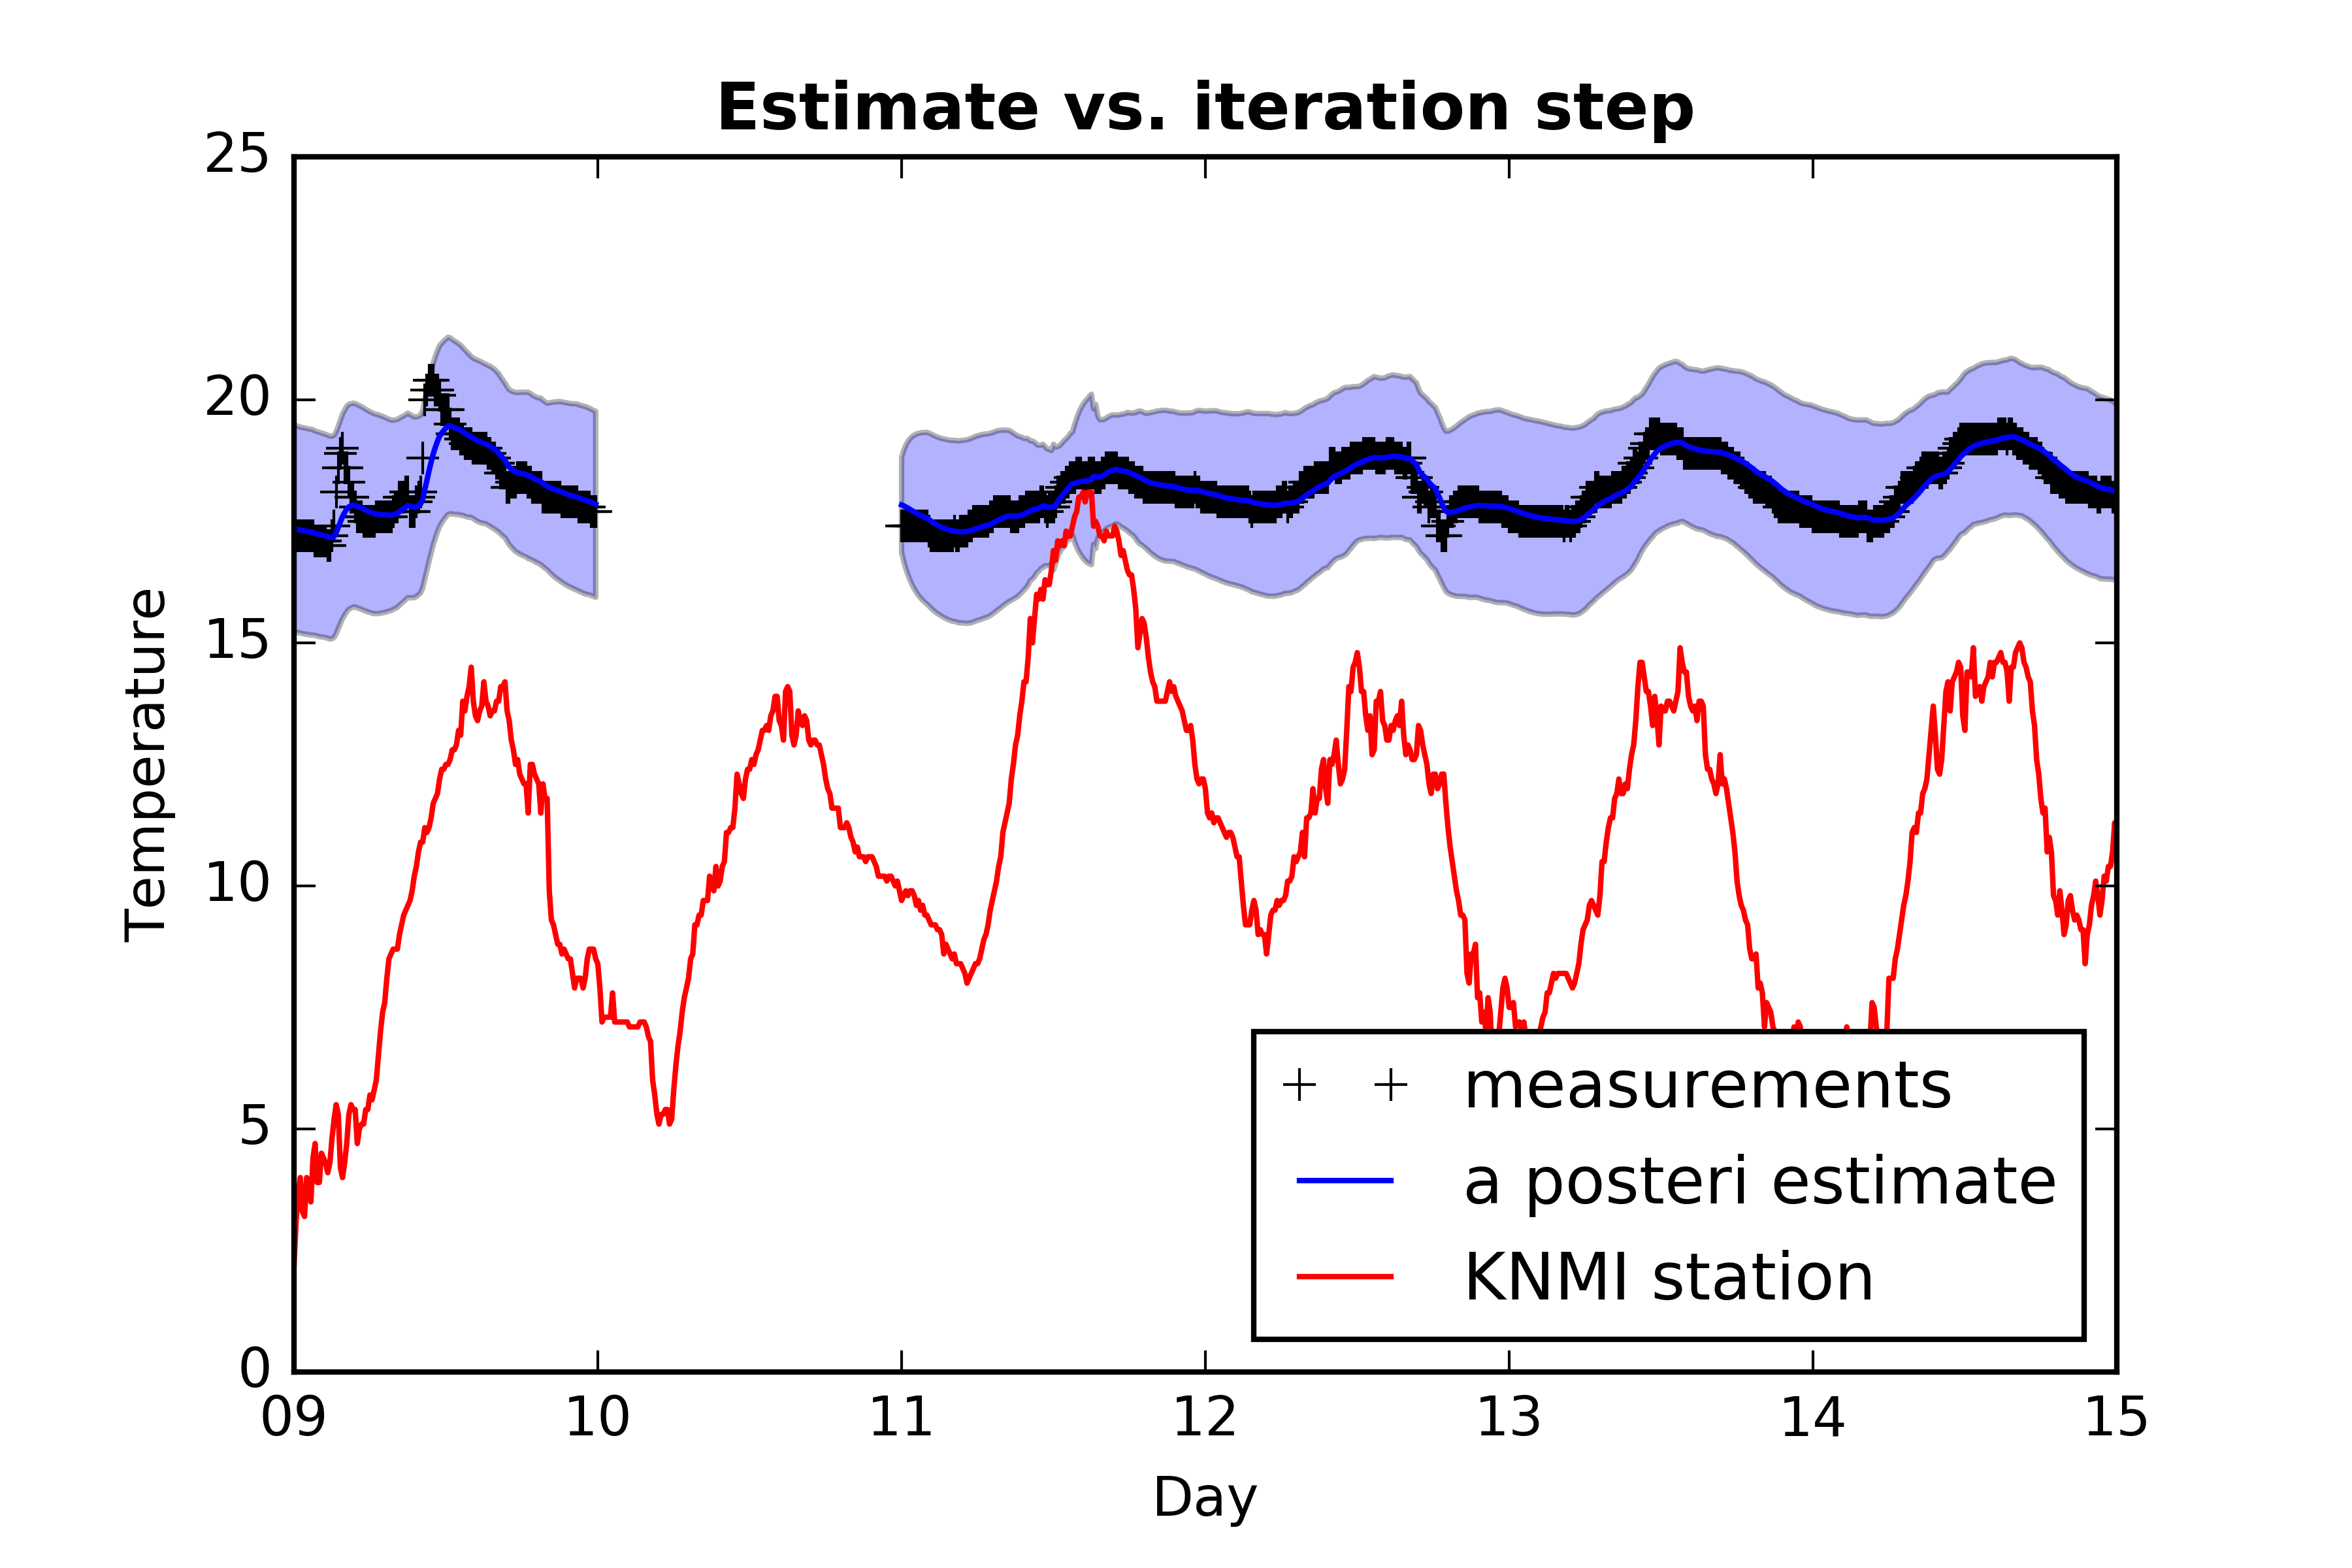 Estimate vs. iteration step
25
20
15
10
5
0
Temperature
measurements
a posteri estimate
KNMI station
09 10 11 12 13 14 15
Day